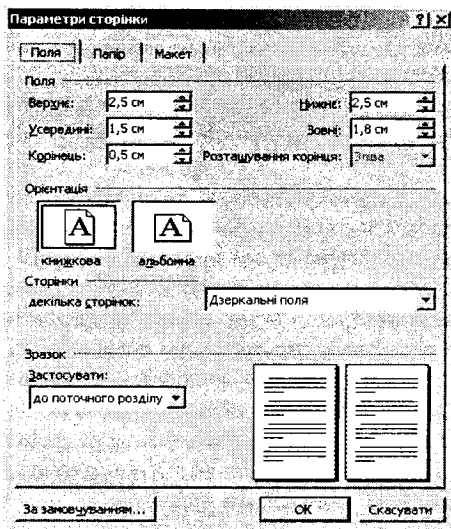 Параметри сторінки
Поля Папір Макет
Поля
Верхнє: 2,5 см Нижнє: 2,5 см
Усередині: 1,5 см Зовні: 1,8 см
Корінець: 0,5 см Розташування корінця: Зліва
Орієнтація
A A
книжкова альбомна
Сторінки
декілька сторінок: Дзеркальні поля
Зразок
Застосувати:
до поточного розділу
За замовчуванням... ОК Скасувати